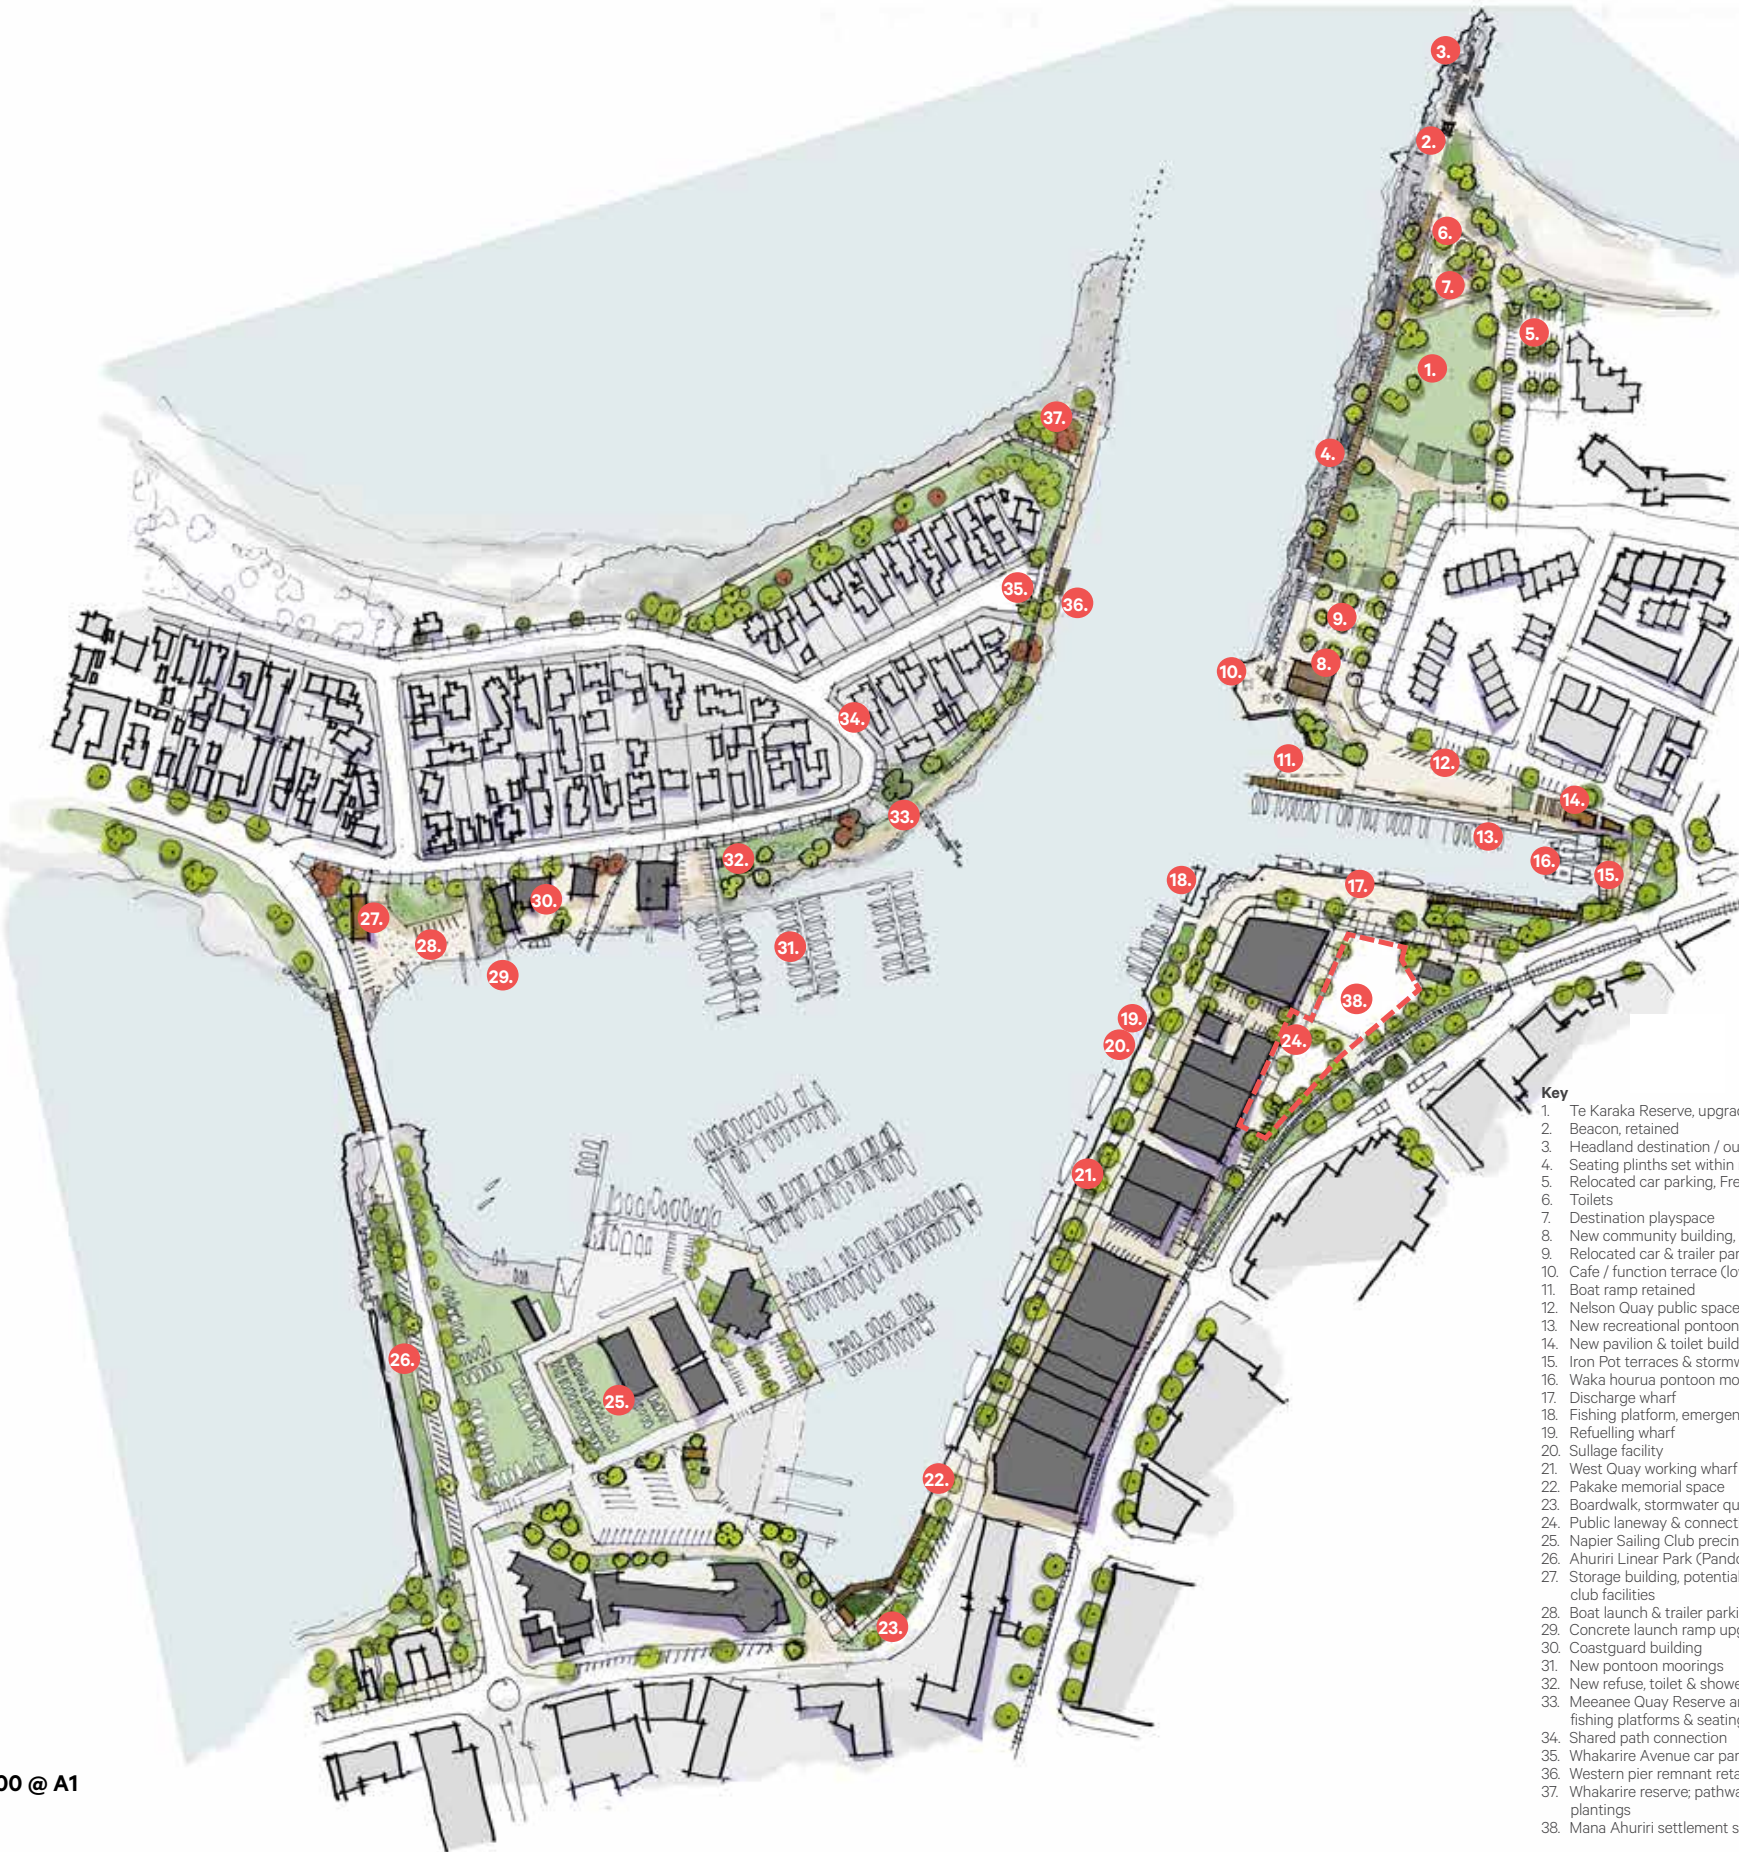 3.
2.
6.
7.
5.
1.
37.
4.
35.
36.
9.
8.
10.
34.
11.
12.
14.
33.
13.
32.
16.
15.
18.
17.
27.
30.
28.
31.
29.
38.
19.
24.
20.
21.
26.
25.
22.
23.
Key
1. Te Karaka Reserve, upgra
2. Beacon, retained
3. Headland destination / ou
4. Seating plinths set within
5. Relocated car parking, Fre
6. Toilets
7. Destination playspace
8. New community building,
9. Relocated car & trailer par
10. Cafe / function terrace (lo
11. Boat ramp retained
12. Nelson Quay public space
13. New recreational pontoon
14. New pavilion & toilet build
15. Iron Pot terraces & stormw
16. Waka hourua pontoon mo
17. Discharge wharf
18. Fishing platform, emergen
19. Refuelling wharf
20. Sullage facility
21. West Quay working wharf
22. Pakake memorial space
23. Boardwalk, stormwater qu
24. Public laneway & connect
25. Napier Sailing Club precin
26. Ahuriri Linear Park (Pando
27. Storage building, potential
club facilities
28. Boat launch & trailer parki
29. Concrete launch ramp upg
30. Coastguard building
31. New pontoon moorings
32. New refuse, toilet & showe
33. Meeanee Quay Reserve a
fishing platforms & seating
34. Shared path connection
35. Whakarire Avenue car par
36. Western pier remnant reta
37. Whakarire reserve; pathwa
plantings
38. Mana Ahuriri settlement s
00 @ A1